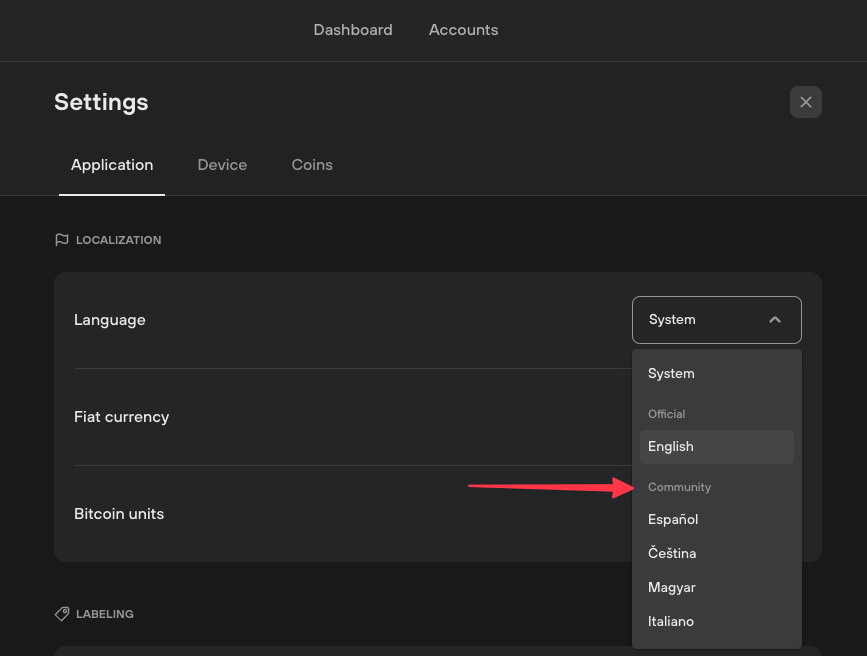 Dashboard Accounts
Settings
Application Device Coins
LOCALIZATION
Language System
System
Official
Fiat currency
English
Community
Bitcoin units
Español
Čeština
Magyar
LABELING
Italiano